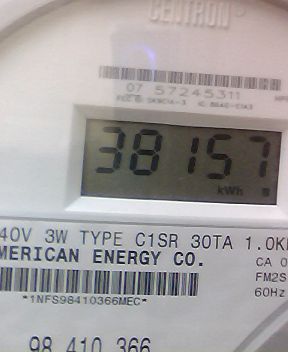 CENTRON®
07 57245311
38157
kWh
40V 3W TYPE C1SR 30TA 1.0K
MERICAN ENERGY CO.
CA 0
FM2S
60Hz
*1NFS98410366MEC*
98 410 366